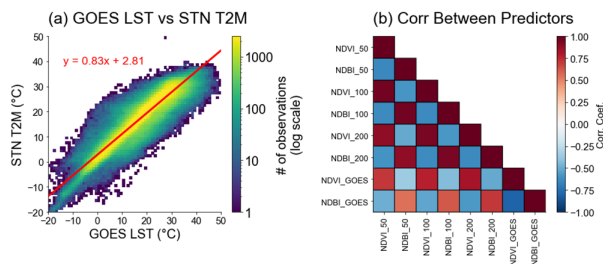 (a) GOES LST vs STN T2M
y = 0.83x + 2.81
STN T2M (°C)
50
40
30
20
10
0
−10
−20
−20
−10
0
10
20
30
40
50
GOES LST (°C)
1000
100
10
1
# of observations
(log scale)
(b) Corr Between Predictors
NDVI_50
NDBI_50
NDVI_100
NDBI_100
NDVI_200
NDBI_200
NDVI_GOES
NDBI_GOES
NDVI_50
NDBI_50
NDVI_100
NDBI_100
NDVI_200
NDBI_200
NDVI_GOES
NDBI_GOES
1.00
0.75
0.50
0.25
0.00
−0.25
−0.50
−0.75
−1.00
Corr. Coef.